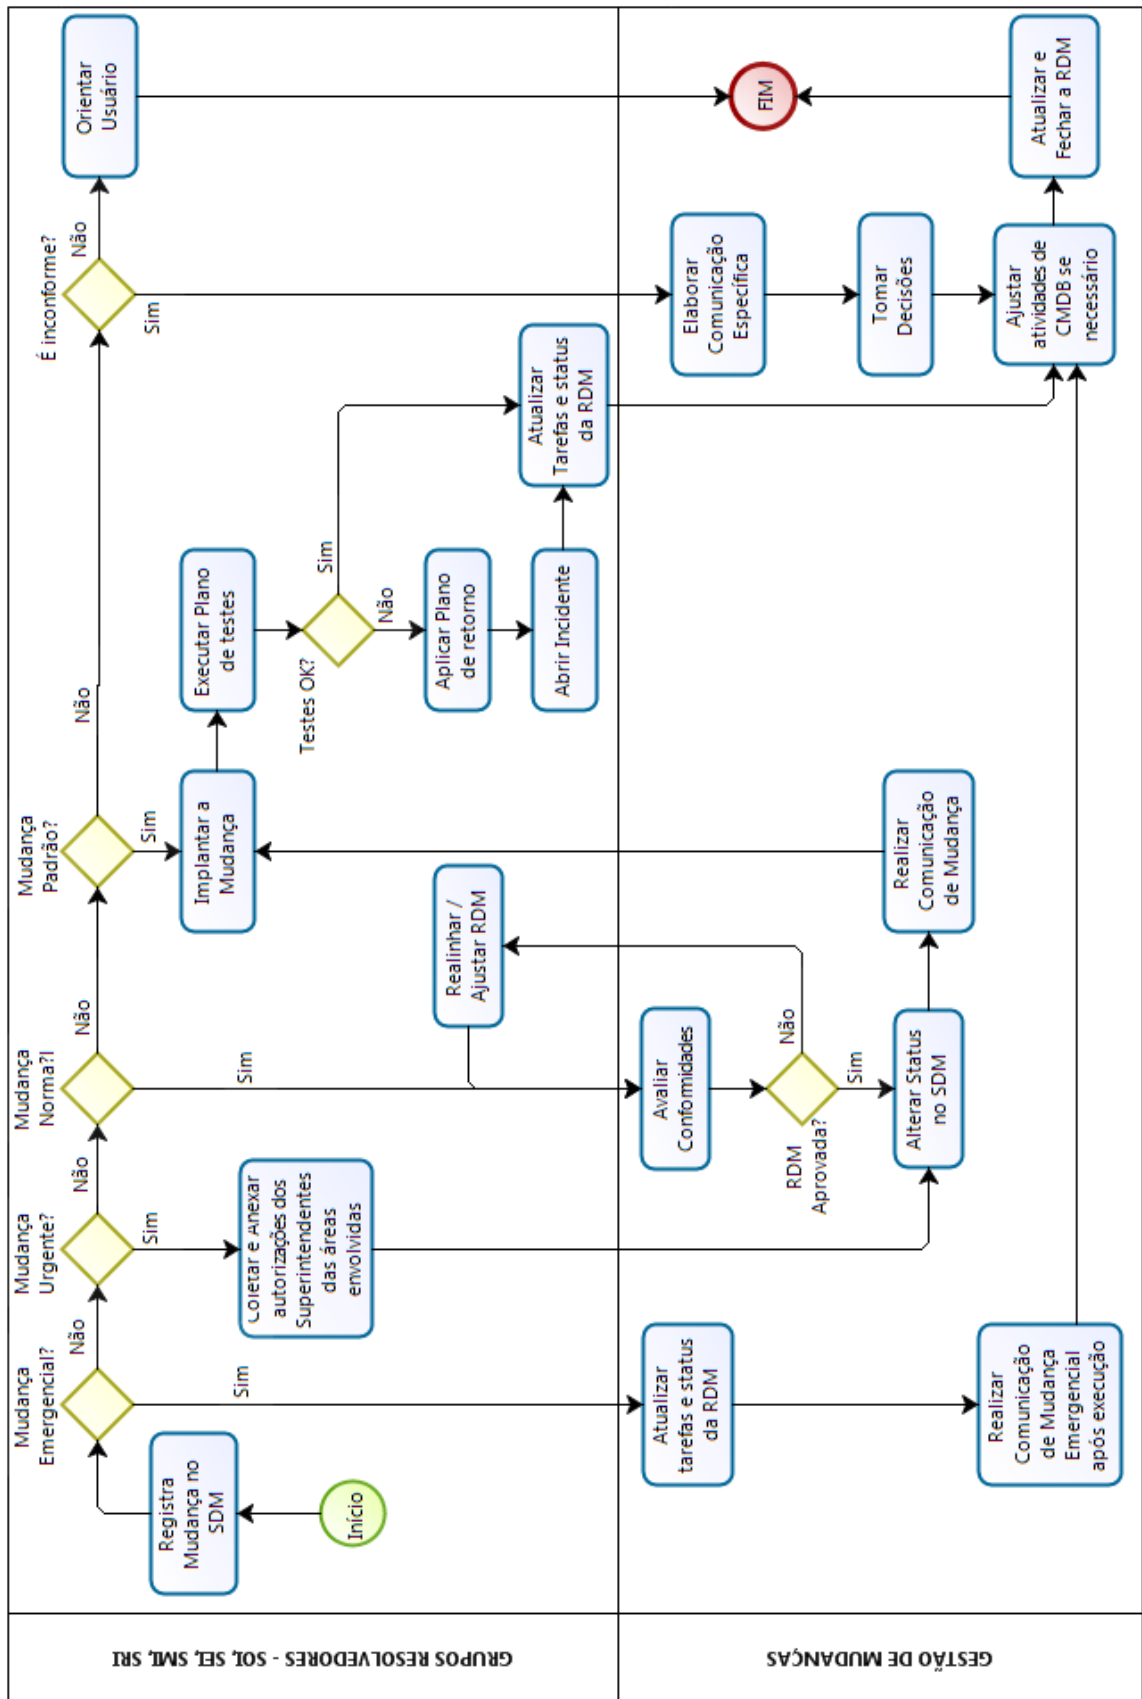 GRUPOS RESOLVEDORES - SOI, SEI, SMI, SRI
Início
Registra
Mudança no
SDM
Mudança
Emergencial?
Não
Sim
Mudança
Urgente?
Não
Sim
Coletar e Anexar
autorizações dos
Superintendentes
das áreas
envolvidas
Mudança
Norma?l
Não
Sim
Realinhar /
Ajustar RDM
Mudança
Padrão?
Não
Sim
Implantar a
Mudança
Executar Plano
de testes
Testes OK?
Sim
Não
Aplicar Plano
de retorno
Abrir Incidente
Atualizar
Tarefas e status
da RDM
É inconforme?
Não
Sim
Orientar
Usuário
GESTÃO DE MUDANÇAS
Atualizar
tarefas e status
da RDM
Realizar
Comunicação
de Mudança
Emergencial
após execução
Avaliar
Conformidades
RDM
Aprovada?
Não
Sim
Alterar Status
no SDM
Realizar
Comunicação
de Mudança
Elaborar
Comunicação
Específica
Tomar
Decisões
Ajustar
atividades de
CMDB se
necessário
Atualizar e
Fechar a RDM
FIM